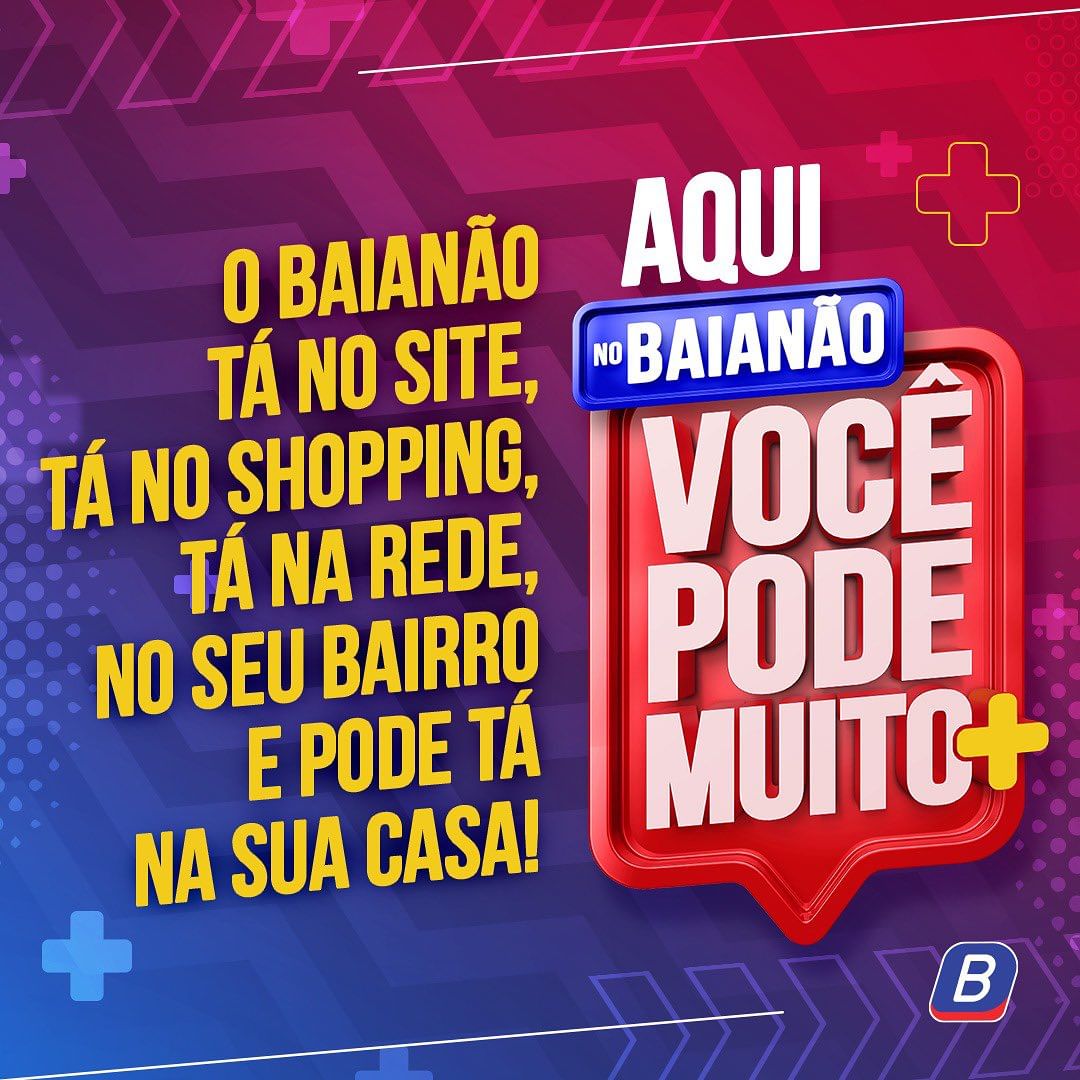 O BAIANÃO
TÁ NO SITE,
TÁ NO SHOPPING,
TÁ NA REDE,
NO SEU BAIRRO
E PODE TÁ
NA SUA CASA!
AQUI
NO BAIANÃO
VOCÊ
PODE
MUITO+
B